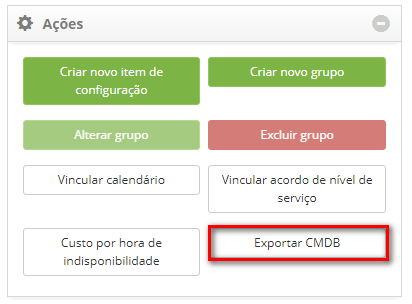 Ações
Criar novo item de
configuração
Criar novo grupo
Alterar grupo
Excluir grupo
Vincular calendário
Vincular acordo de nível de
serviço
Custo por hora de
indisponibilidade
Exportar CMDB